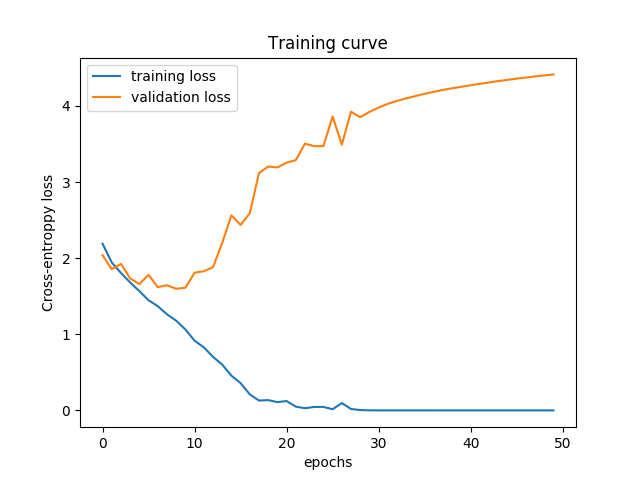 Training curve
training loss
validation loss
Cross-entroppy loss
4
3
2
1
0
0 10 20 30 40 50
epochs